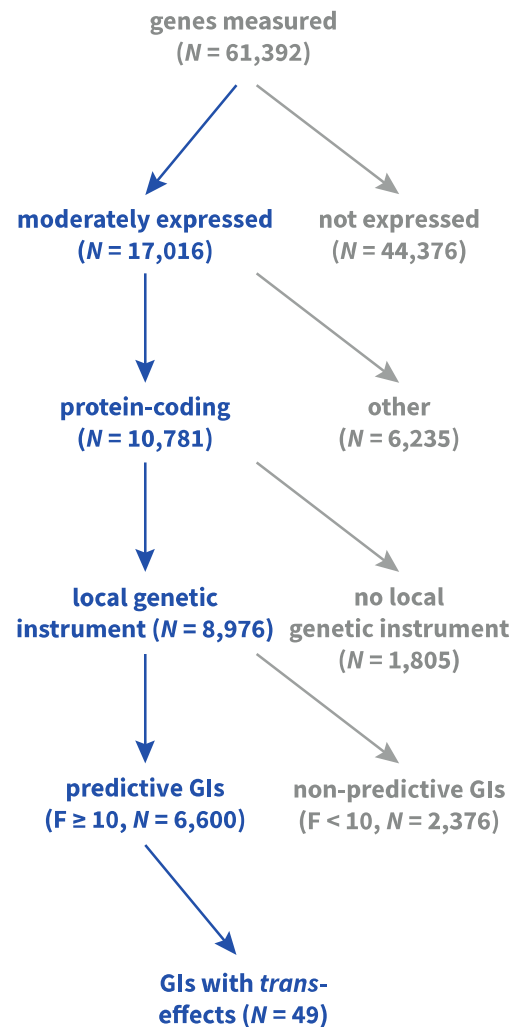 genes measured
(N = 61,392)
moderately expressed
(N = 17,016)
not expressed
(N = 44,376)
protein-coding
(N = 10,781)
other
(N = 6,235)
local genetic
instrument (N = 8,976)
no local
genetic instrument
(N = 1,805)
predictive GIs
(F ≥ 10, N = 6,600)
non-predictive GIs
(F < 10, N = 2,376)
GIs with trans-
effects (N = 49)